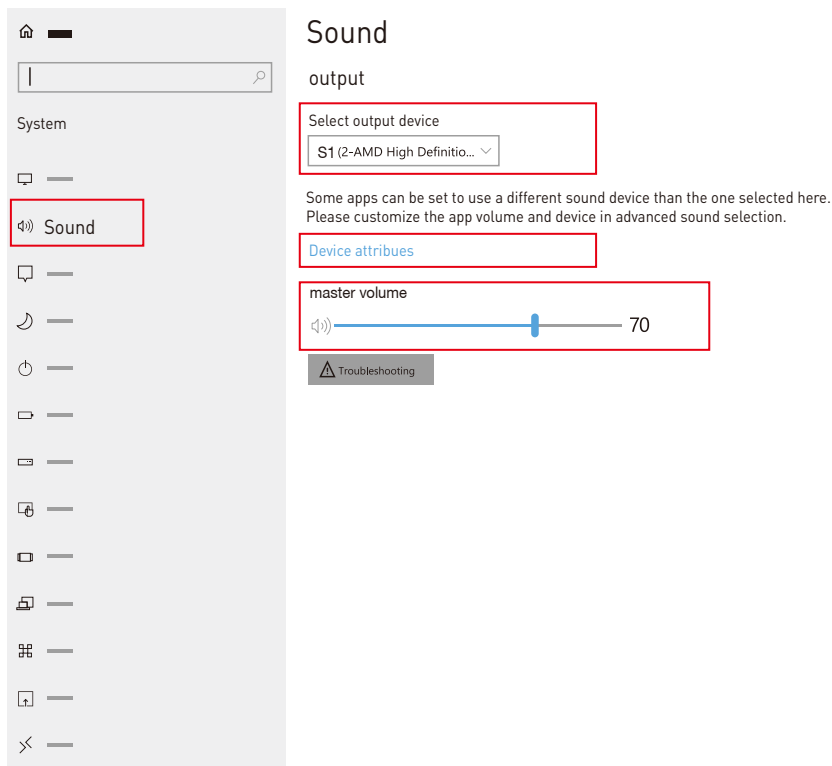 System
Sound
Sound
output
Select output device
S1 (2-AMD High Definitio...
Some apps can be set to use a different sound device than the one selected here.
Please customize the app volume and device in advanced sound selection.
Device attribues
master volume
70
Troubleshooting